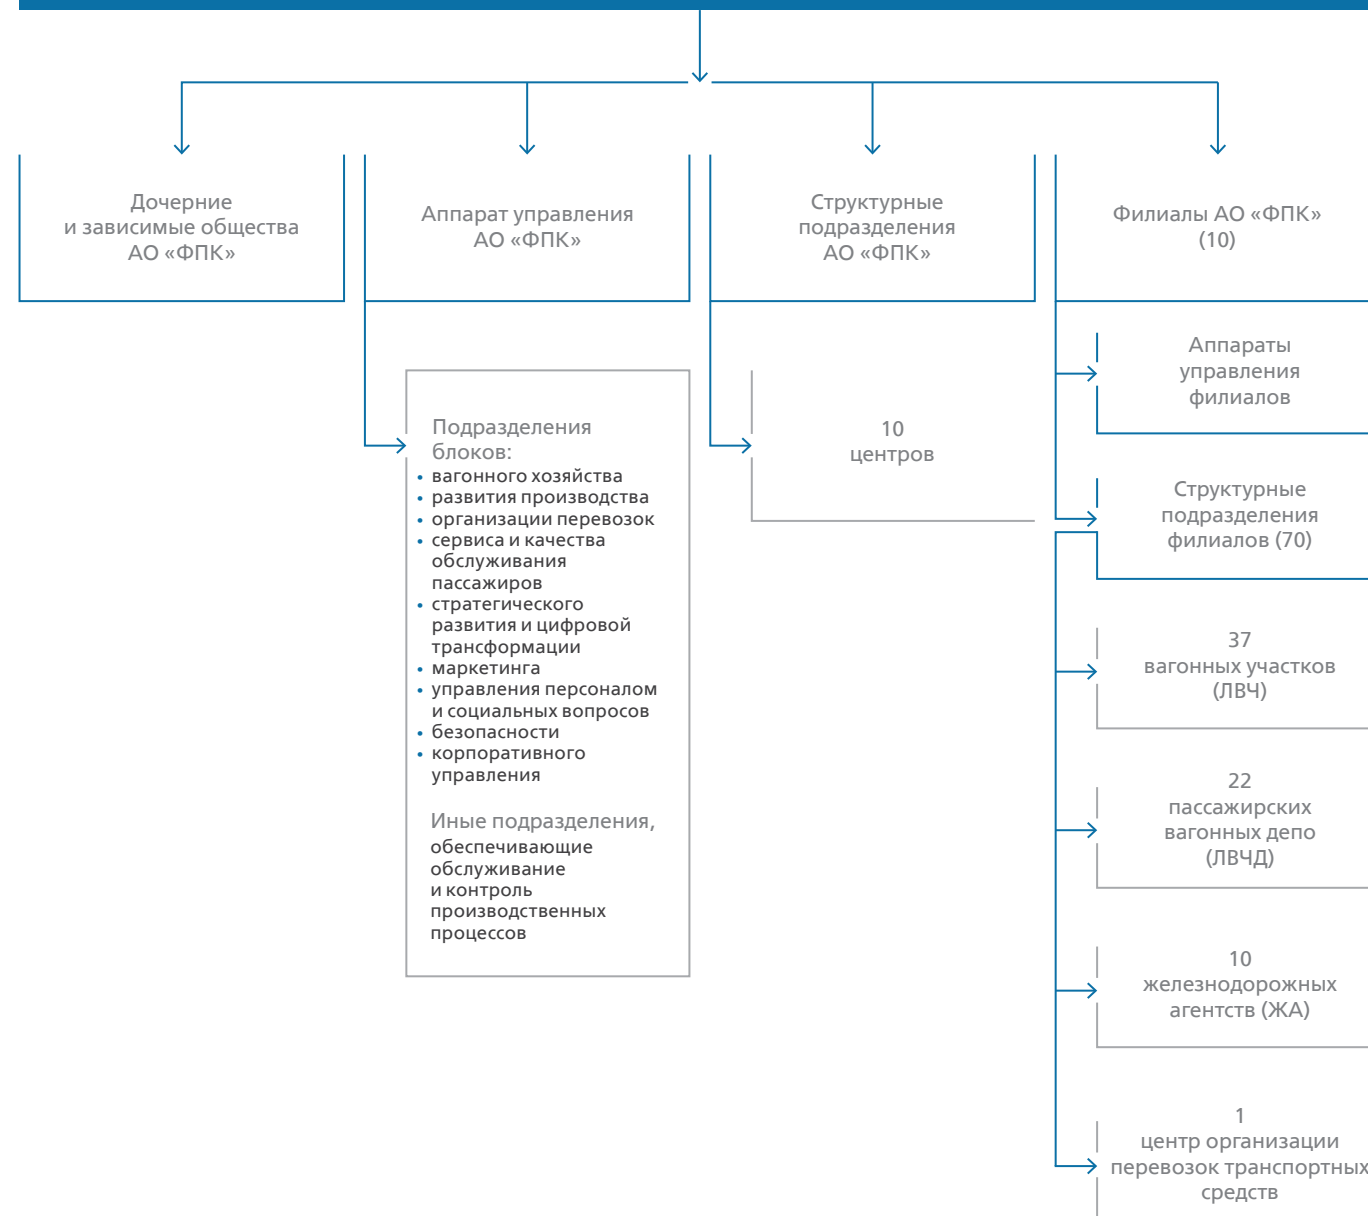 Дочерние
и зависимые общества
АО «ФПК»
Аппарат управления
АО «ФПК»
Структурные
подразделения
АО «ФПК»
Филиалы АО «ФПК»
(10)
Подразделения
блоков:
• вагонного хозяйства
• развития производства
• организации перевозок
• сервиса и качества
обслуживания
пассажиров
• стратегического
развития и цифровой
трансформации
• маркетинга
• управления персоналом
и социальных вопросов
• безопасности
• корпоративного
управления
Иные подразделения,
обеспечивающие
обслуживание
и контроль
производственных
процессов
10
центров
Аппараты
управления
филиалов
Структурные
подразделения
филиалов (70)
37
вагонных участков
(ЛВЧ)
22
пассажирских
вагонных депо
(ЛВЧД)
10
железнодорожных
агентств (ЖА)
1
центр организации
перевозок транспортных
средств